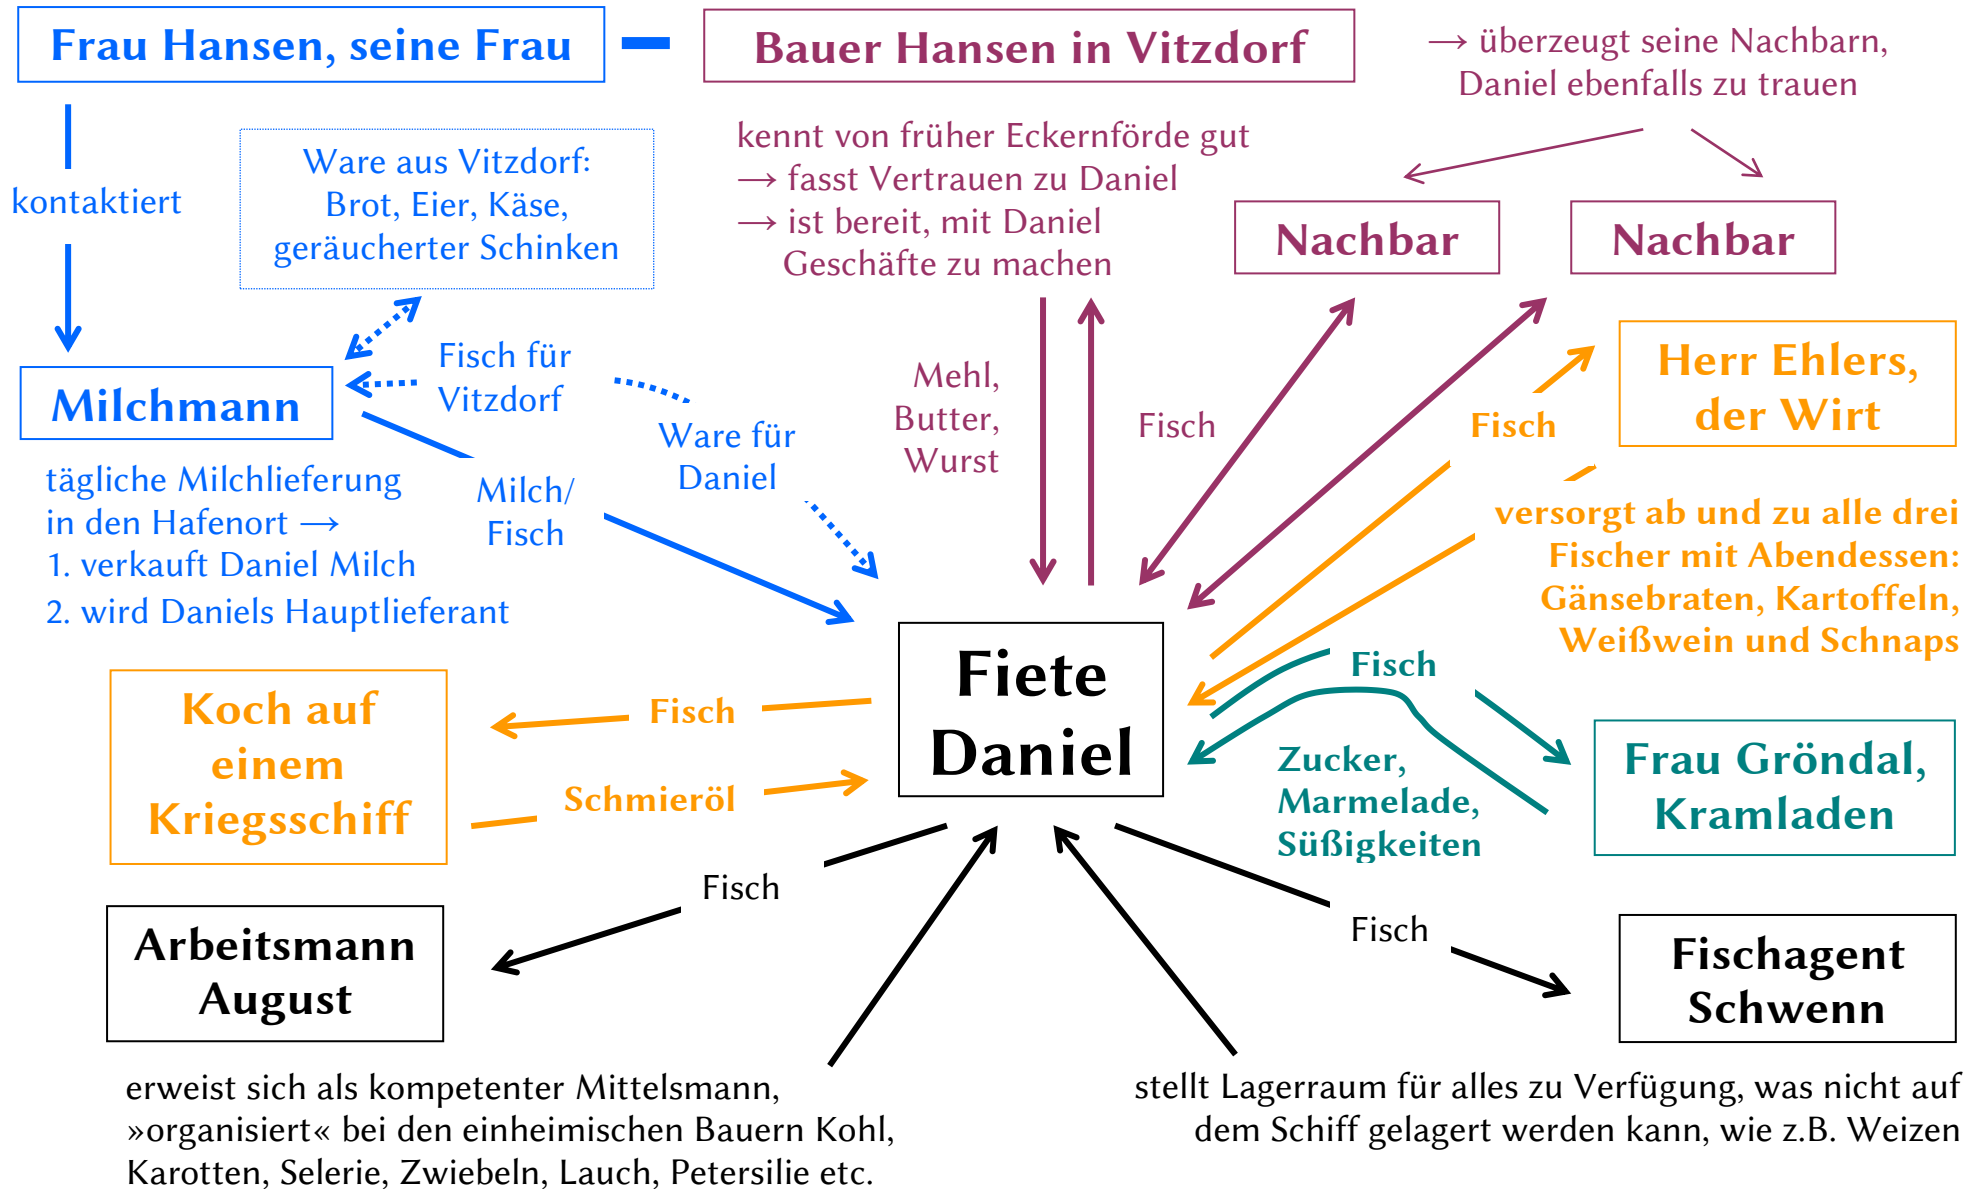 Frau Hansen, seine Frau
Bauer Hansen in Vitzdorf
→ überzeugt seine Nachbarn,
Daniel ebenfalls zu trauen
kontaktiert
Ware aus Vitzdorf:
Brot, Eier, Käse,
geräucherter Schinken
kennt von früher Eckernförde gut
→ fasst Vertrauen zu Daniel
→ ist bereit, mit Daniel
Geschäfte zu machen
Nachbar
Nachbar
Milchmann
Fisch für
Vitzdorf
Ware für
Daniel
Mehl,
Butter,
Wurst
Fisch
Fisch
Herr Ehlers,
der Wirt
tägliche Milchlieferung
in den Hafenort →
1. verkauft Daniel Milch
2. wird Daniels Hauptlieferant
Milch/
Fisch
versorgt ab und zu alle drei
Fischer mit Abendessen:
Gänsebraten, Kartoffeln,
Weißwein und Schnaps
Koch auf
einem
Kriegsschiff
Fisch
Schmieröl
Fiete
Daniel
Fisch
Zucker,
Marmelade,
Süßigkeiten
Frau Gröndal,
Kramladen
Arbeitsmann
August
Fisch
Fisch
Fischagent
Schwenn
erweist sich als kompetenter Mittelsmann,
»organisiert« bei den einheimischen Bauern Kohl,
Karotten, Selerie, Zwiebeln, Lauch, Petersilie etc.
stellt Lagerraum für alles zu Verfügung, was nicht auf
dem Schiff gelagert werden kann, wie z.B. Weizen